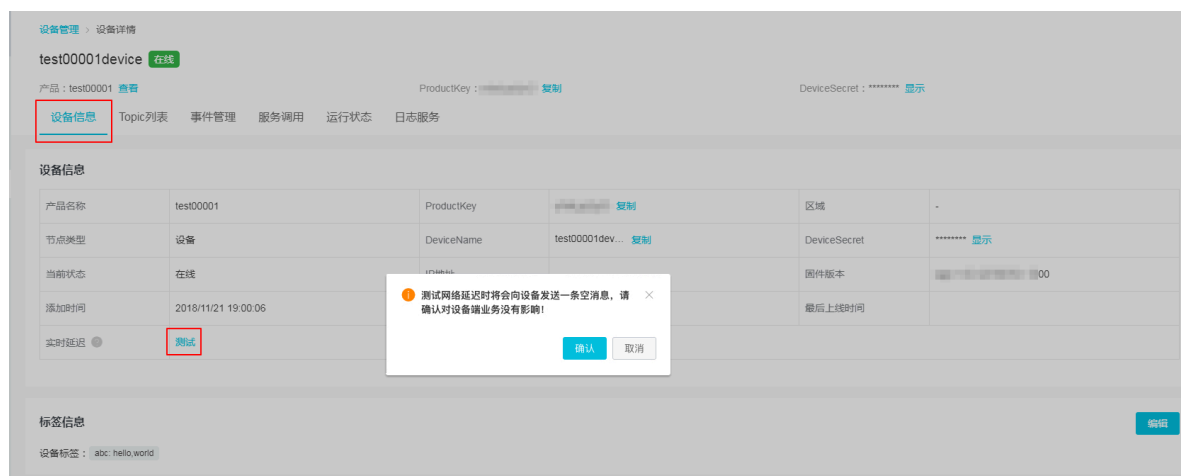 设备管理 > 设备详情
test00001device 在线
产品：test00001 查看 ProductKey： 复制 DeviceSecret：******** 显示
设备信息 Topic列表 事件管理 服务调用 运行状态 日志服务
设备信息
产品名称 test00001 ProductKey 复制 区域 -
节点类型 设备 DeviceName test00001dev... 复制 DeviceSecret ******** 显示
当前状态 在线 固件版本 00
添加时间 2018/11/21 19:00:06 最后上线时间
实时延迟 测试
测试网络延迟时将会向设备发送一条空消息，请
确认对设备端业务没有影响！
确认 取消
标签信息 编辑
设备标签： abc: hello,world